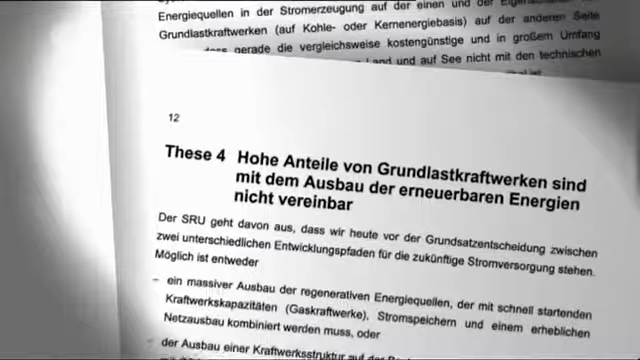 Energiequellen in der Stromerzeugung auf der einen und der
Grundlastkraftwerken (auf Kohle- oder Kernenergiebasis) auf der anderen Seite
dass gerade die vergleichsweise kostengünstige und in großem Umfang
Land und auf See nicht mit den technischen
12
These 4 Hohe Anteile von Grundlastkraftwerken sind
mit dem Ausbau der erneuerbaren Energien
nicht vereinbar
Der SRU geht davon aus, dass wir heute vor der Grundsatzentscheidung zwischen
zwei unterschiedlichen Entwicklungspfaden für die zukünftige Stromversorgung stehen.
Möglich ist entweder
– ein massiver Ausbau der regenerativen Energiequellen, der mit schnell startenden
Kraftwerkskapazitäten (Gaskraftwerke), Stromspeichern und einem erheblichen
Netzausbau kombiniert werden muss, oder
– der Ausbau einer Kraftwerksstruktur auf der